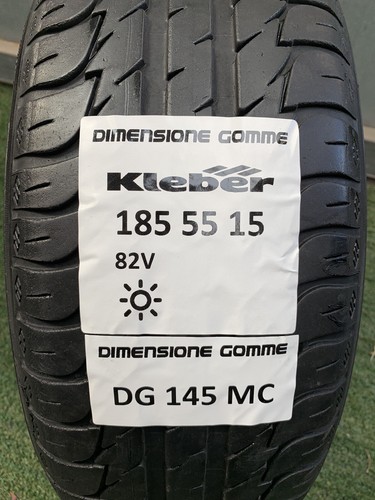 DIMENSIONE GOMME
Kleber
185 55 15
82V
DIMENSIONE GOMME
DG 145 MC